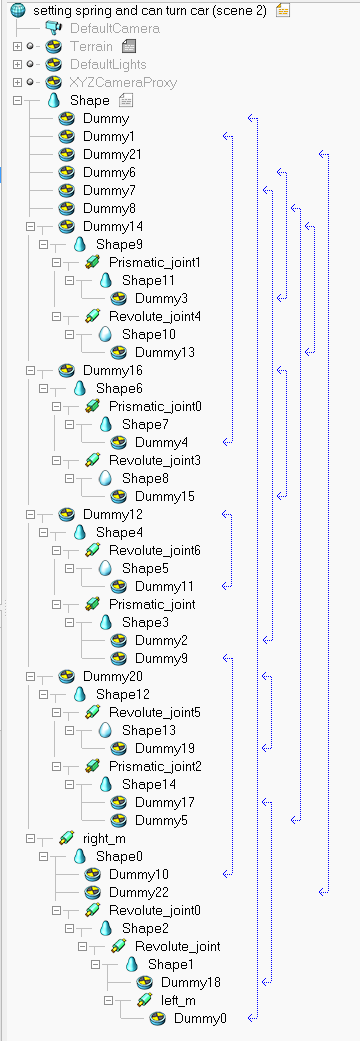 setting spring and can turn car (scene 2)
DefaultCamera
Terrain
DefaultLights
XYZCameraProxy
Shape
Dummy
Dummy1
Dummy21
Dummy6
Dummy7
Dummy8
Dummy14
Shape9
Prismatic_joint1
Shape11
Dummy3
Revolute_joint4
Shape10
Dummy13
Dummy16
Shape6
Prismatic_joint0
Shape7
Dummy4
Revolute_joint3
Shape8
Dummy15
Dummy12
Shape4
Revolute_joint6
Shape5
Dummy11
Prismatic_joint
Shape3
Dummy2
Dummy9
Dummy20
Shape12
Revolute_joint5
Shape13
Dummy19
Prismatic_joint2
Shape14
Dummy17
Dummy5
right_m
Shape0
Dummy10
Dummy22
Revolute_joint0
Shape2
Revolute_joint
Shape1
Dummy18
left_m
Dummy0